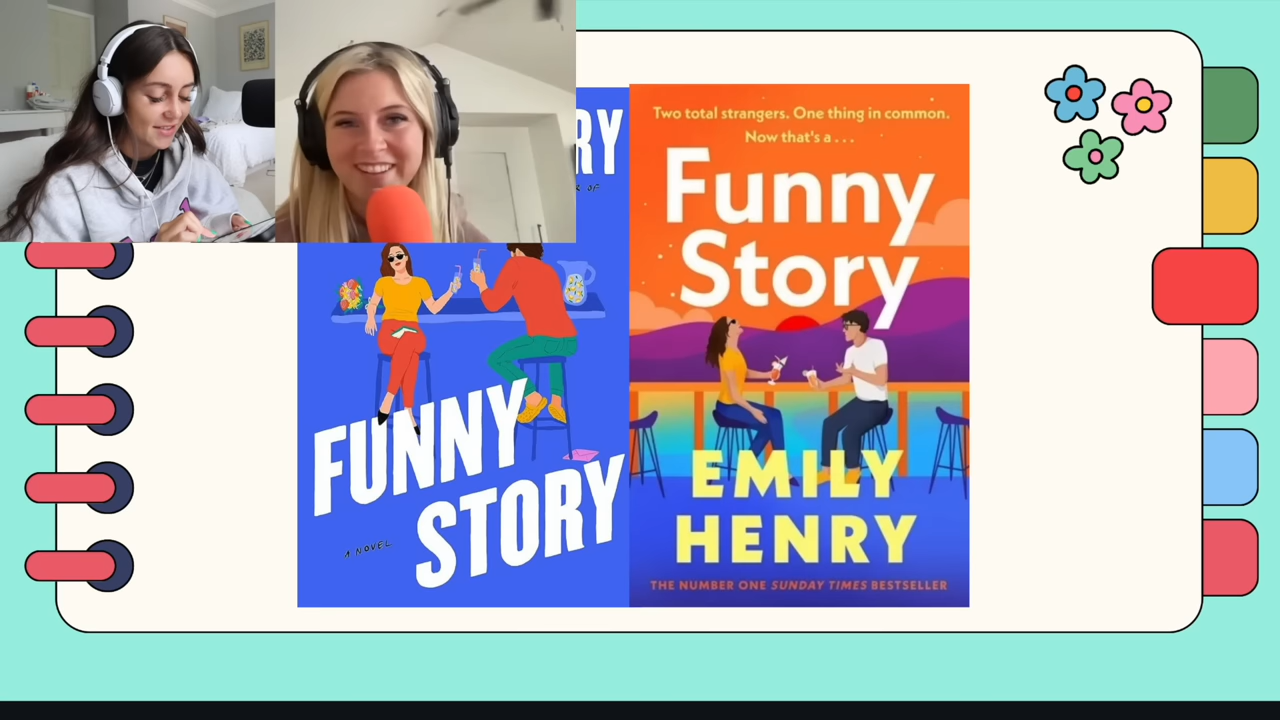 RY
R OF
FUNNY
STORY
A NOVEL
Two total strangers. One thing in common.
Now that's a . . .
Funny
Story
EMILY
HENRY
THE NUMBER ONE SUNDAY TIMES BESTSELLER